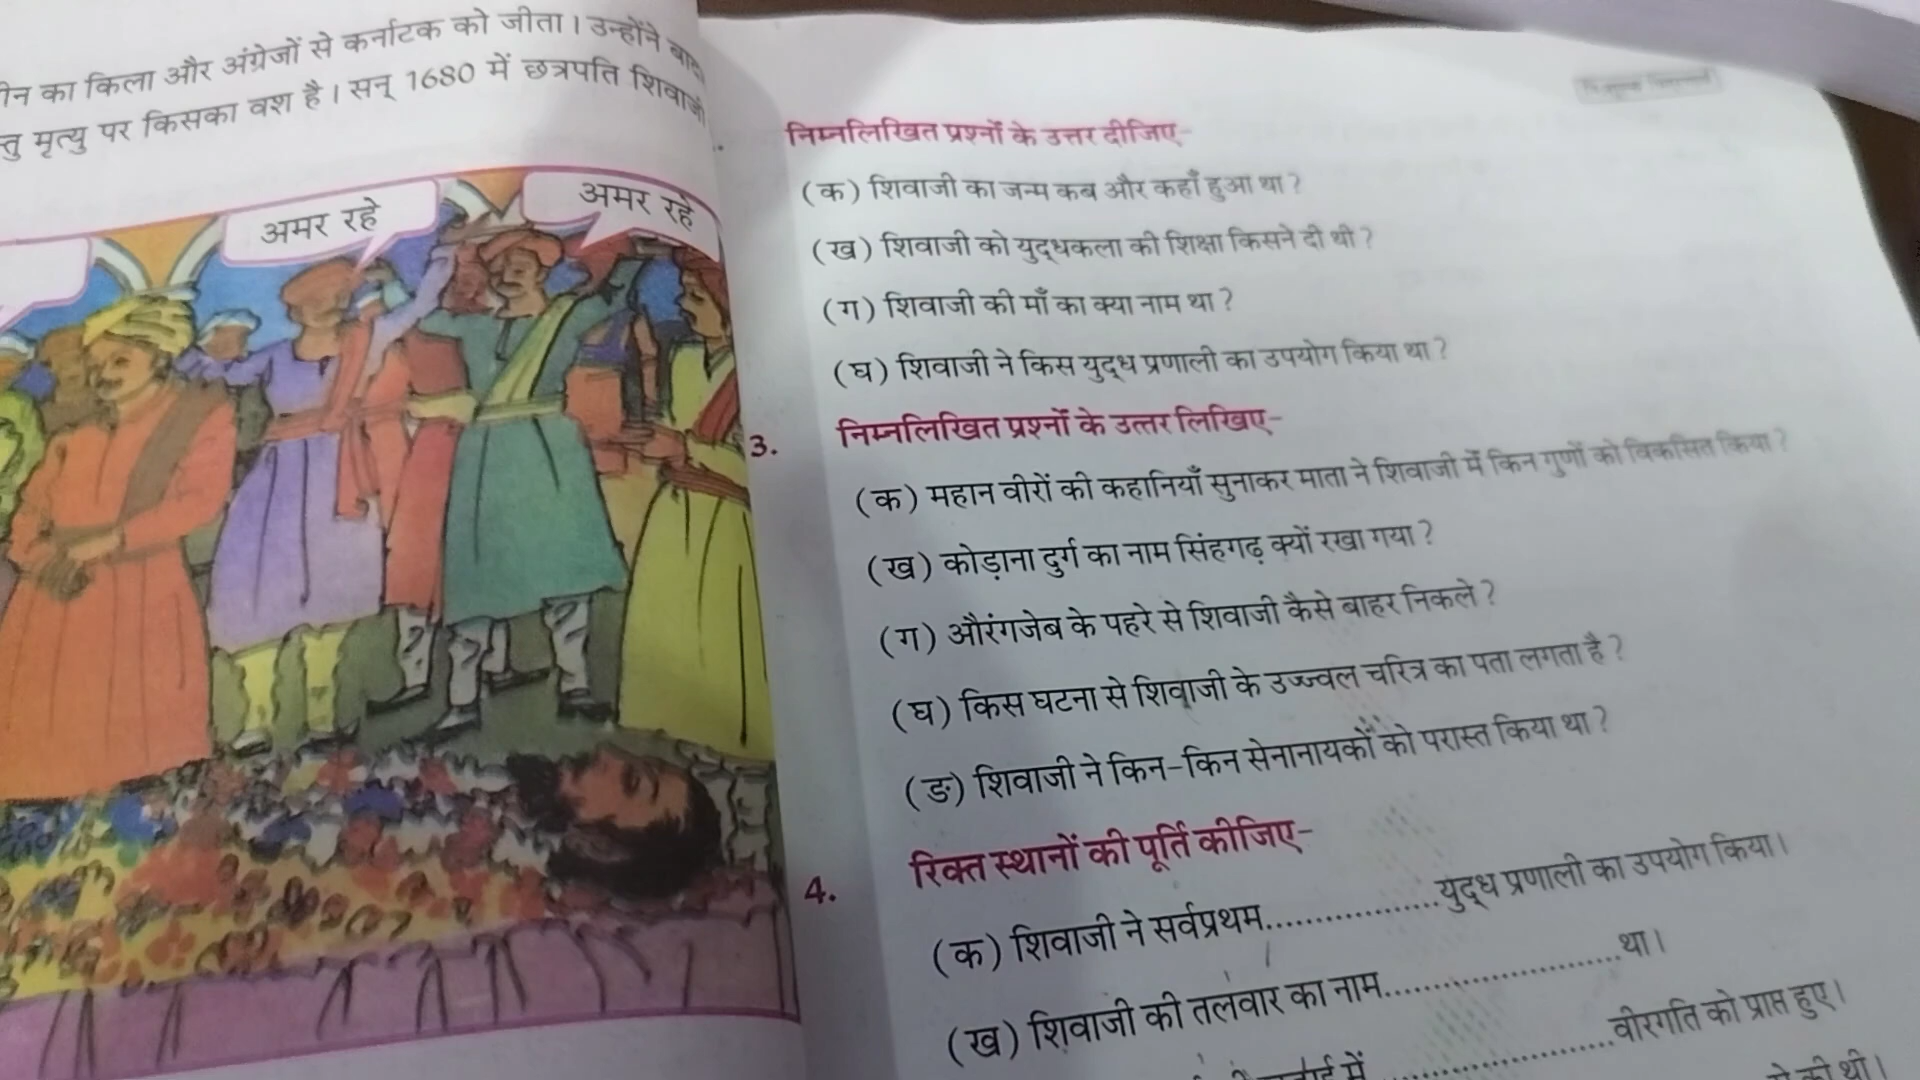 का किला और अंग्रेजों से कर्नाटक को जीता। उन्होंने
मृत्यु पर किसका वश है। सन् 1680 में छत्रपति शिवाजी
अमर रहे
अमर रहे
निम्नलिखित प्रश्नों के उत्तर दीजिए-
(क) शिवाजी का जन्म कब और कहाँ हुआ था ?
(ख) शिवाजी को युद्धकला की शिक्षा किसने दी थी ?
(ग) शिवाजी की माँ का क्या नाम था ?
(घ) शिवाजी ने किस युद्ध प्रणाली का उपयोग किया था ?
3. निम्नलिखित प्रश्नों के उत्तर लिखिए-
(क) महान वीरों की कहानियाँ सुनाकर माता ने शिवाजी में किन गुणों को विकसित किया ?
(ख) कोड़ाना दुर्ग का नाम सिंहगढ़ क्यों रखा गया ?
(ग) औरंगजेब के पहरे से शिवाजी कैसे बाहर निकले ?
(घ) किस घटना से शिवाजी के उज्ज्वल चरित्र का पता लगता है ?
(ङ) शिवाजी ने किन-किन सेनानायकों को परास्त किया था ?
4. रिक्त स्थानों की पूर्ति कीजिए-
(क) शिवाजी ने सर्वप्रथम..................युद्ध प्रणाली का उपयोग किया।
(ख) शिवाजी की तलवार का नाम........................था।
में........................वीरगति को प्राप्त हुए।
की थी।